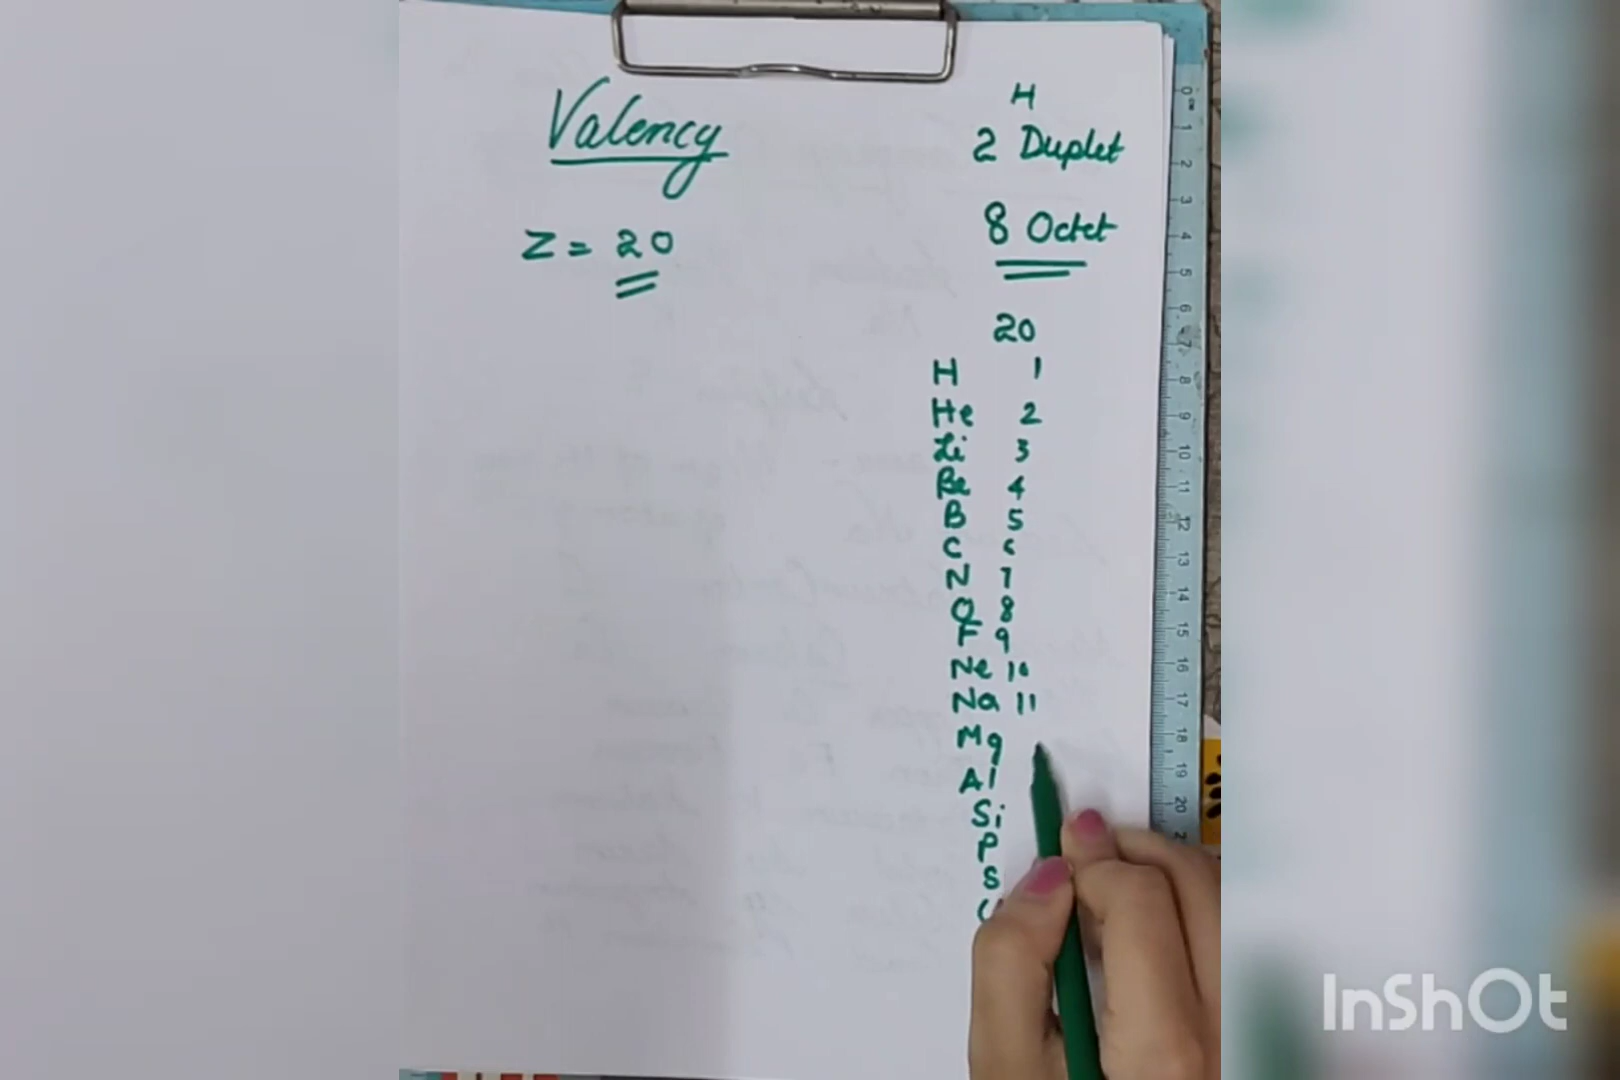 Valency
H
2 Duplet
Z = 20
8 Octet
20
H 1
He 2
Li 3
Be 4
B 5
C 6
N 7
O 8
F 9
Ne 10
Na 11
Mg
Al
Si
P
S
InShOt